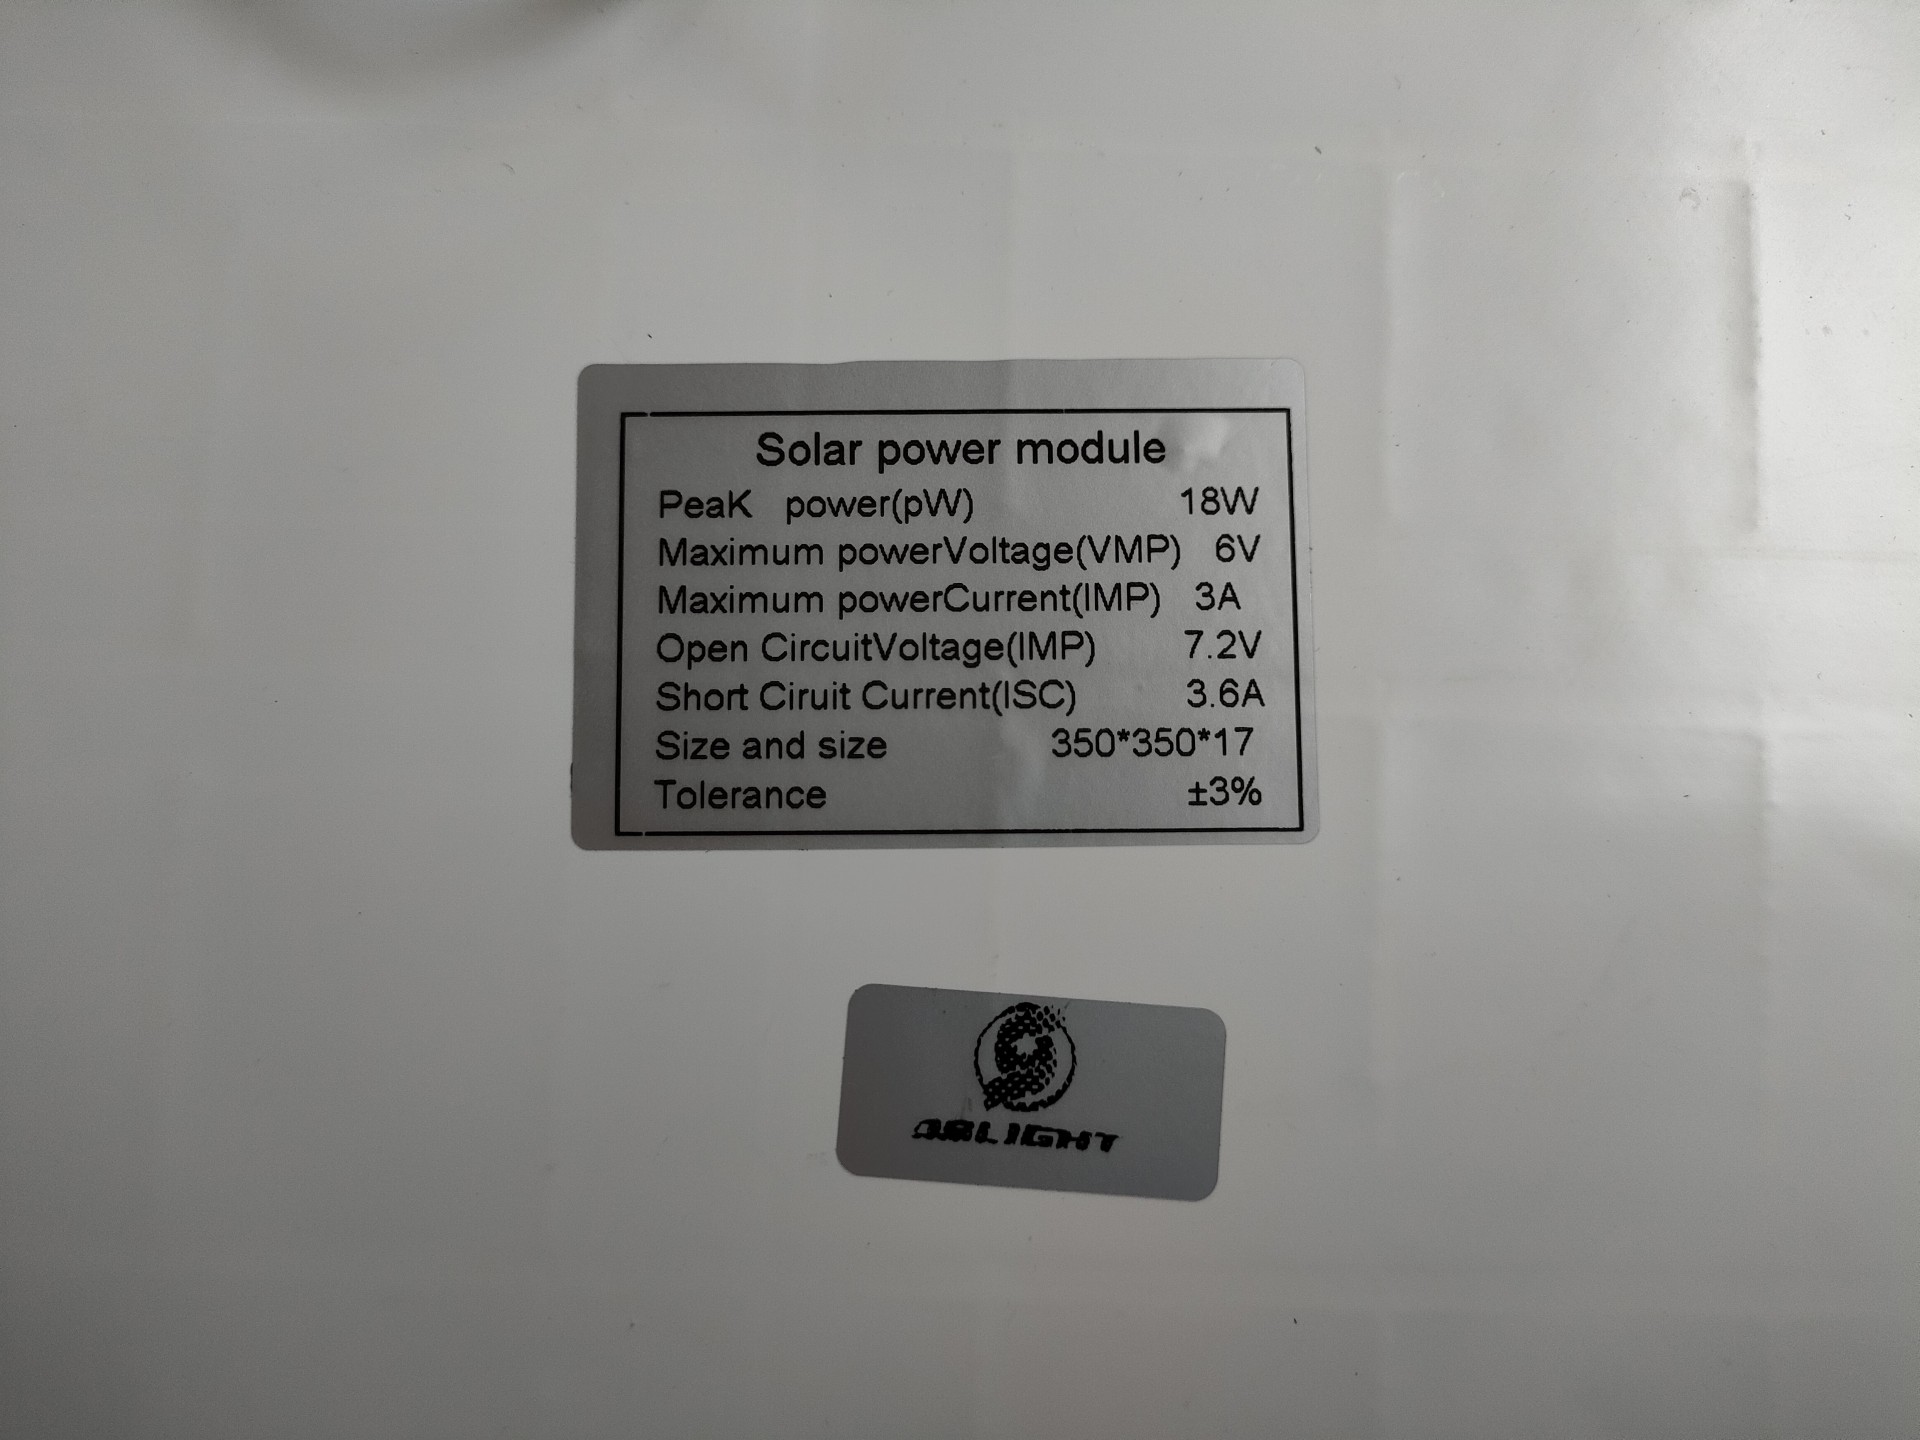 Solar power module
PeaK power(pW) 18W
Maximum powerVoltage(VMP) 6V
Maximum powerCurrent(IMP) 3A
Open CircuitVoltage(IMP) 7.2V
Short Ciruit Current(ISC) 3.6A
Size and size 350*350*17
Tolerance ±3%